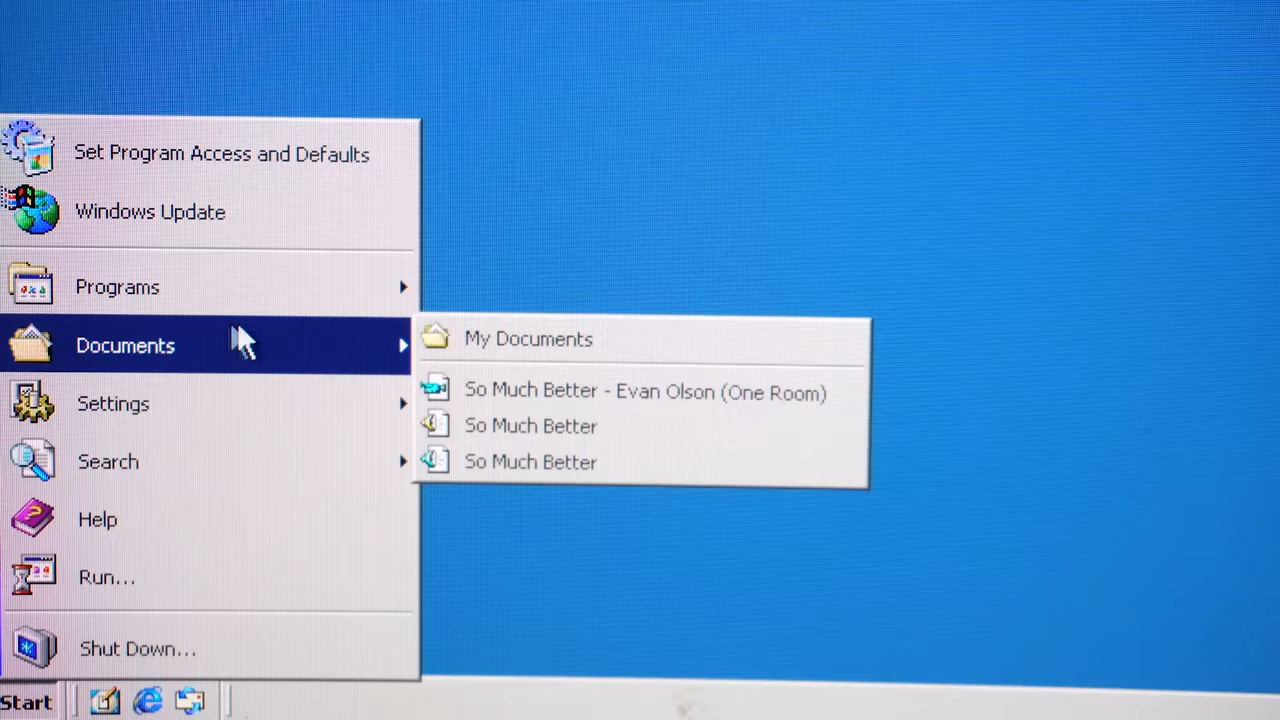 Set Program Access and Defaults
Windows Update
Programs
Documents
My Documents
So Much Better - Evan Olson (One Room)
Settings
So Much Better
Search
So Much Better
Help
Run...
Shut Down...
Start